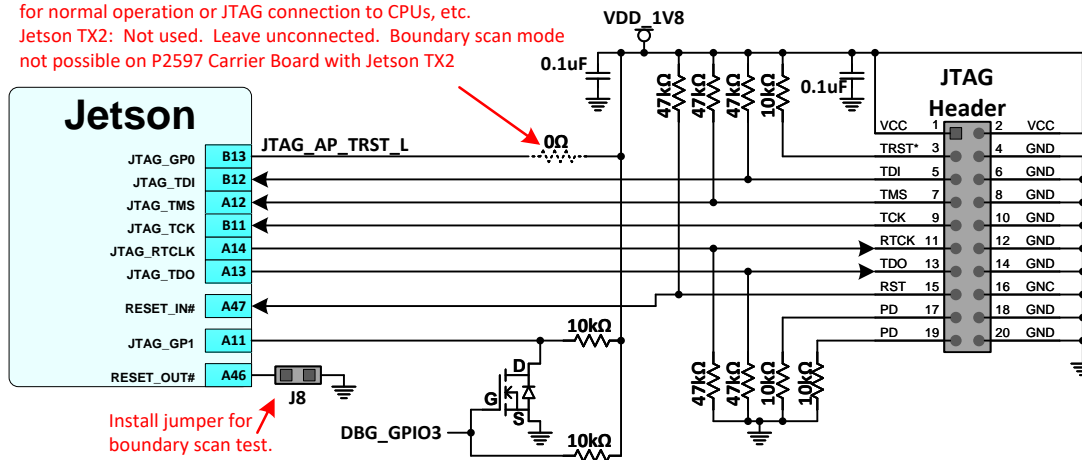 for normal operation or JTAG connection to CPUs, etc.
Jetson TX2: Not used. Leave unconnected. Boundary scan mode
not possible on P2597 Carrier Board with Jetson TX2
VDD_1V8
0.1uF
47kΩ
47kΩ
47kΩ
10kΩ
0.1uF
JTAG
Header
Jetson
JTAG_GP0 B13 JTAG_AP_TRST_L 0Ω
JTAG_TDI B12
JTAG_TMS A12
JTAG_TCK B11
JTAG_RTCLK A14
JTAG_TDO A13
RESET_IN# A47
JTAG_GP1 A11
RESET_OUT# A46
J8
Install jumper for
boundary scan test.
10kΩ
D
G
S
DBG_GPIO3
10kΩ
47kΩ
47kΩ
10kΩ
10kΩ
VCC 1 2 VCC
TRST* 3 4 GND
TDI 5 6 GND
TMS 7 8 GND
TCK 9 10 GND
RTCK 11 12 GND
TDO 13 14 GND
RST 15 16 GNC
PD 17 18 GND
PD 19 20 GND